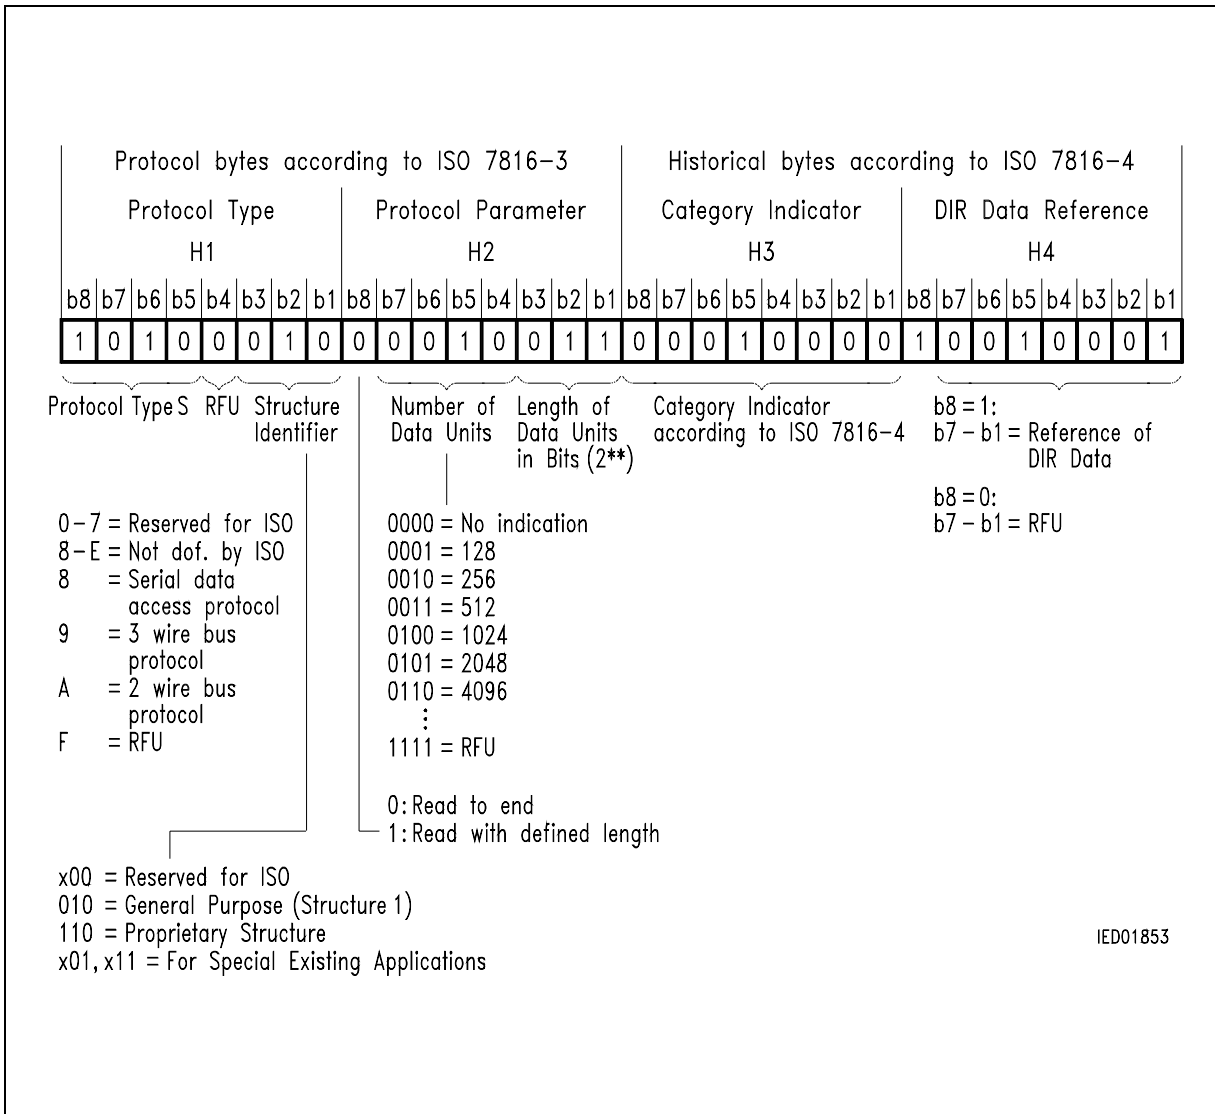 Protocol bytes according to ISO 7816-3 Historical bytes according to ISO 7816-4
Protocol Type Protocol Parameter Category Indicator DIR Data Reference
H1 H2 H3 H4
b8 b7 b6 b5 b4 b3 b2 b1 b8 b7 b6 b5 b4 b3 b2 b1 b8 b7 b6 b5 b4 b3 b2 b1 b8 b7 b6 b5 b4 b3 b2 b1
1 0 1 0 0 0 1 0 0 0 0 1 0 0 1 1 0 0 0 1 0 0 0 0 1 0 0 1 0 0 0 1
Protocol Type S RFU Structure Identifier
Number of Data Units
Length of Data Units in Bits (2**)
Category Indicator according to ISO 7816-4
b8 = 1:
b7 - b1 = Reference of DIR Data
b8 = 0:
b7 - b1 = RFU
0-7 = Reserved for ISO
8-E = Not dof. by ISO
8 = Serial data
access protocol
9 = 3 wire bus
protocol
A = 2 wire bus
protocol
F = RFU
0000 = No indication
0001 = 128
0010 = 256
0011 = 512
0100 = 1024
0101 = 2048
0110 = 4096
⋮
1111 = RFU
0: Read to end
1: Read with defined length
x00 = Reserved for ISO
010 = General Purpose (Structure 1)
110 = Proprietary Structure
x01, x11 = For Special Existing Applications
IED01853